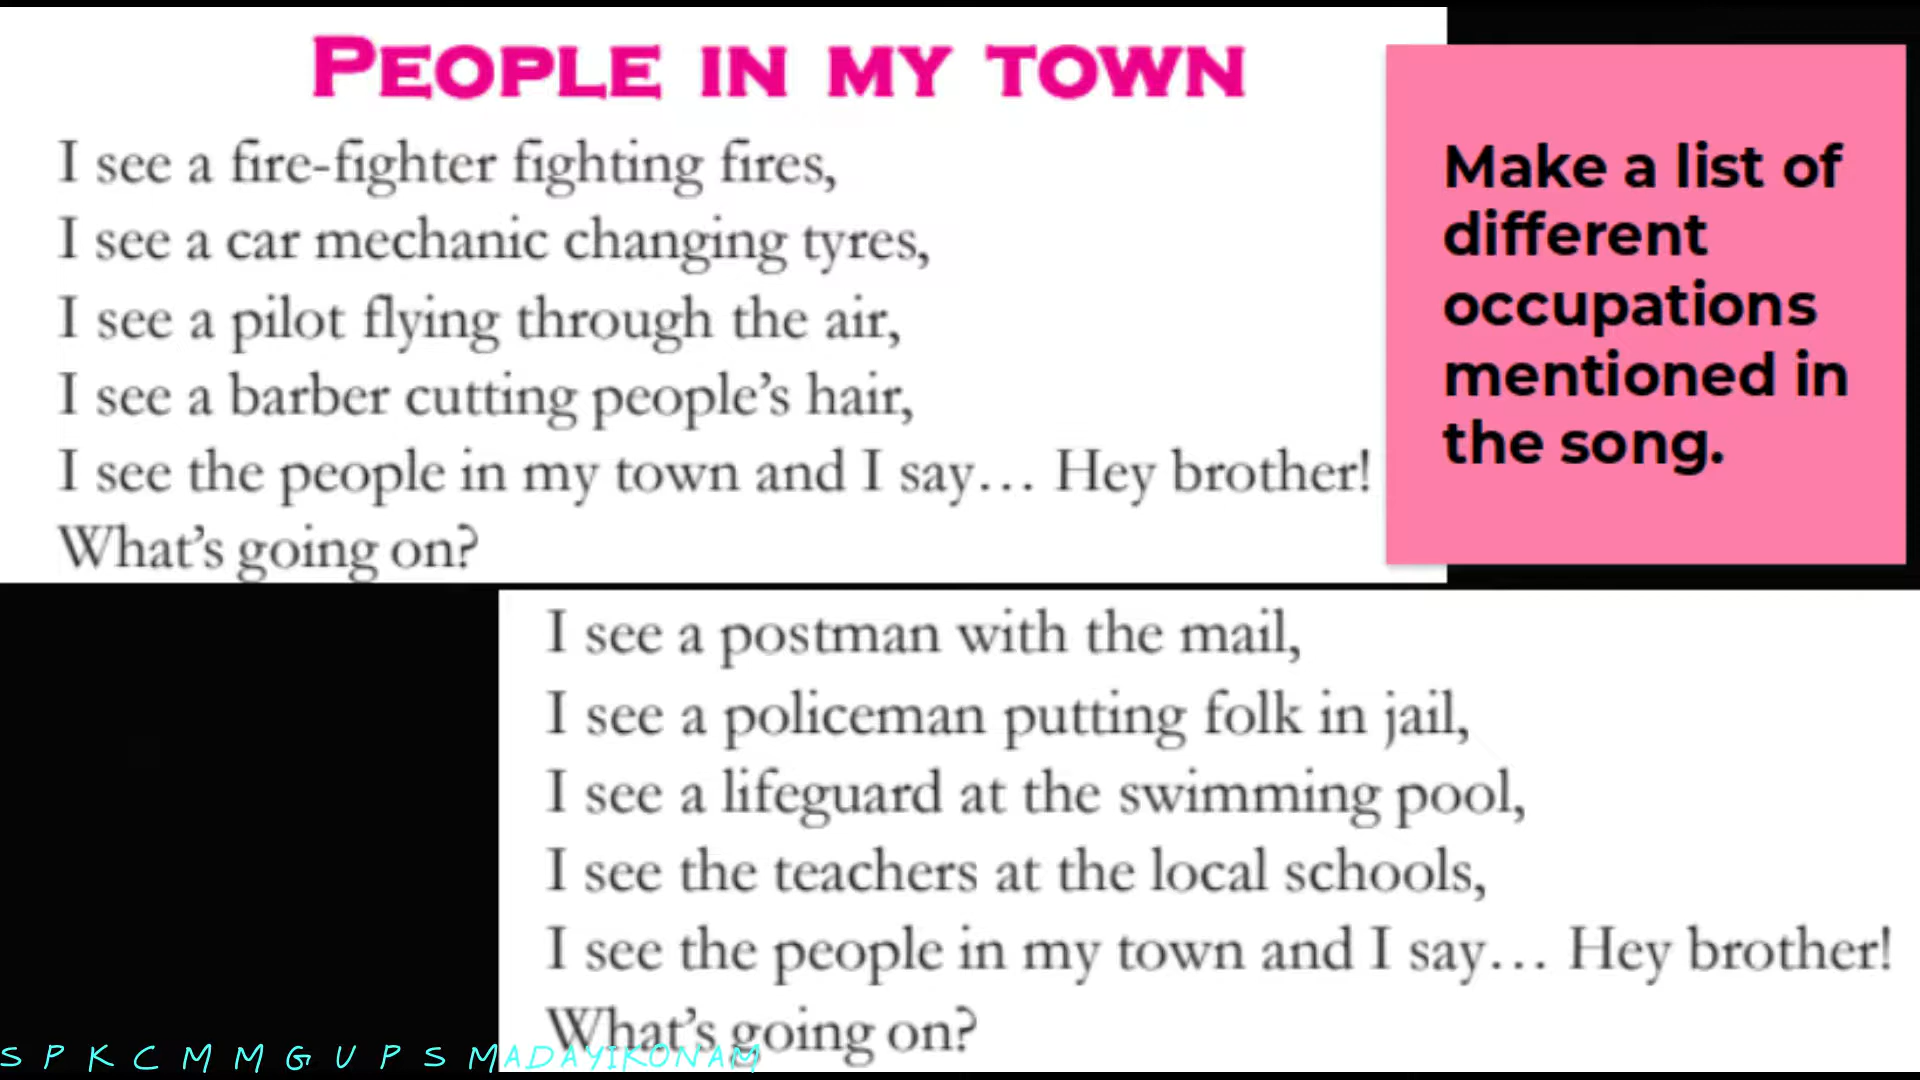 PEOPLE IN MY TOWN
I see a fire-fighter fighting fires,
I see a car mechanic changing tyres,
I see a pilot flying through the air,
I see a barber cutting people's hair,
I see the people in my town and I say… Hey brother!
What's going on?
Make a list of
different
occupations
mentioned in
the song.
I see a postman with the mail,
I see a policeman putting folk in jail,
I see a lifeguard at the swimming pool,
I see the teachers at the local schools,
I see the people in my town and I say… Hey brother!
What's going on?
S P K C M M G U P S MADAYIKONAM